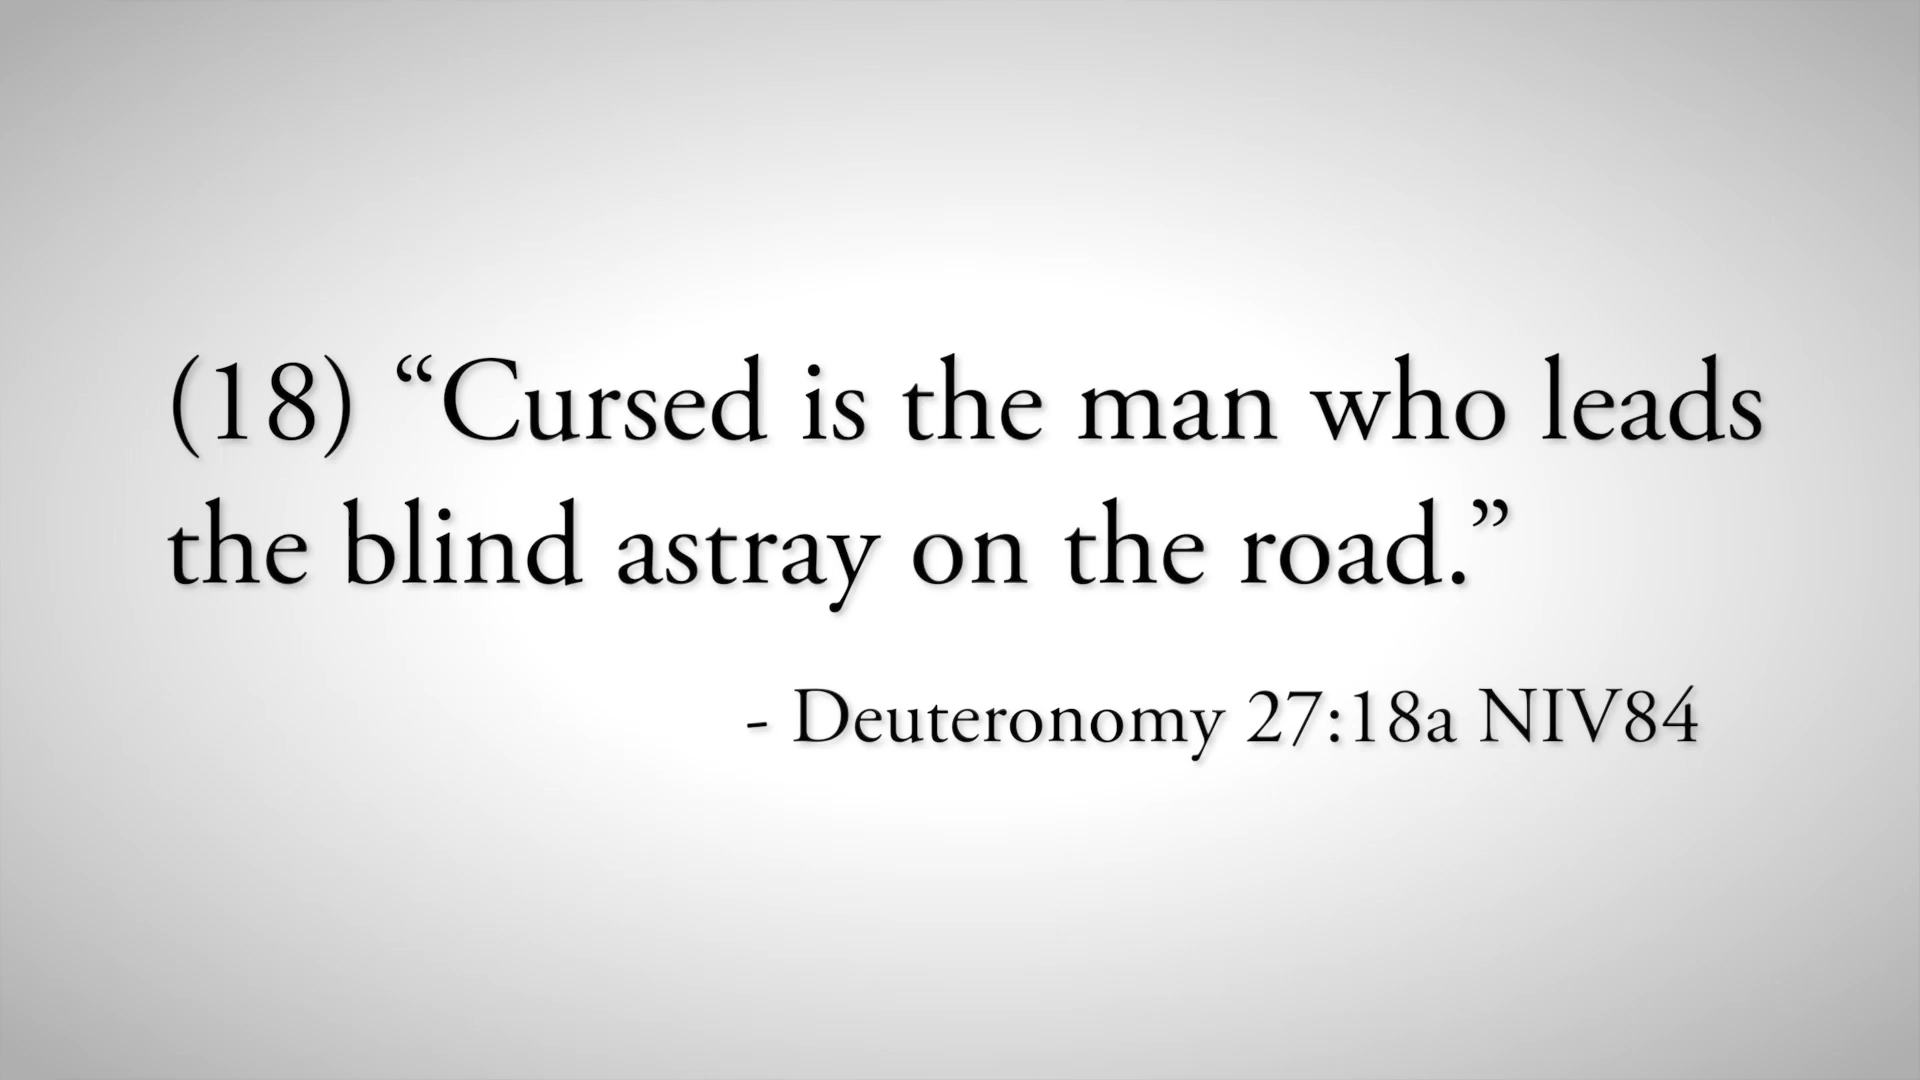 (18) “Cursed is the man who leads
the blind astray on the road.”
- Deuteronomy 27:18a NIV84